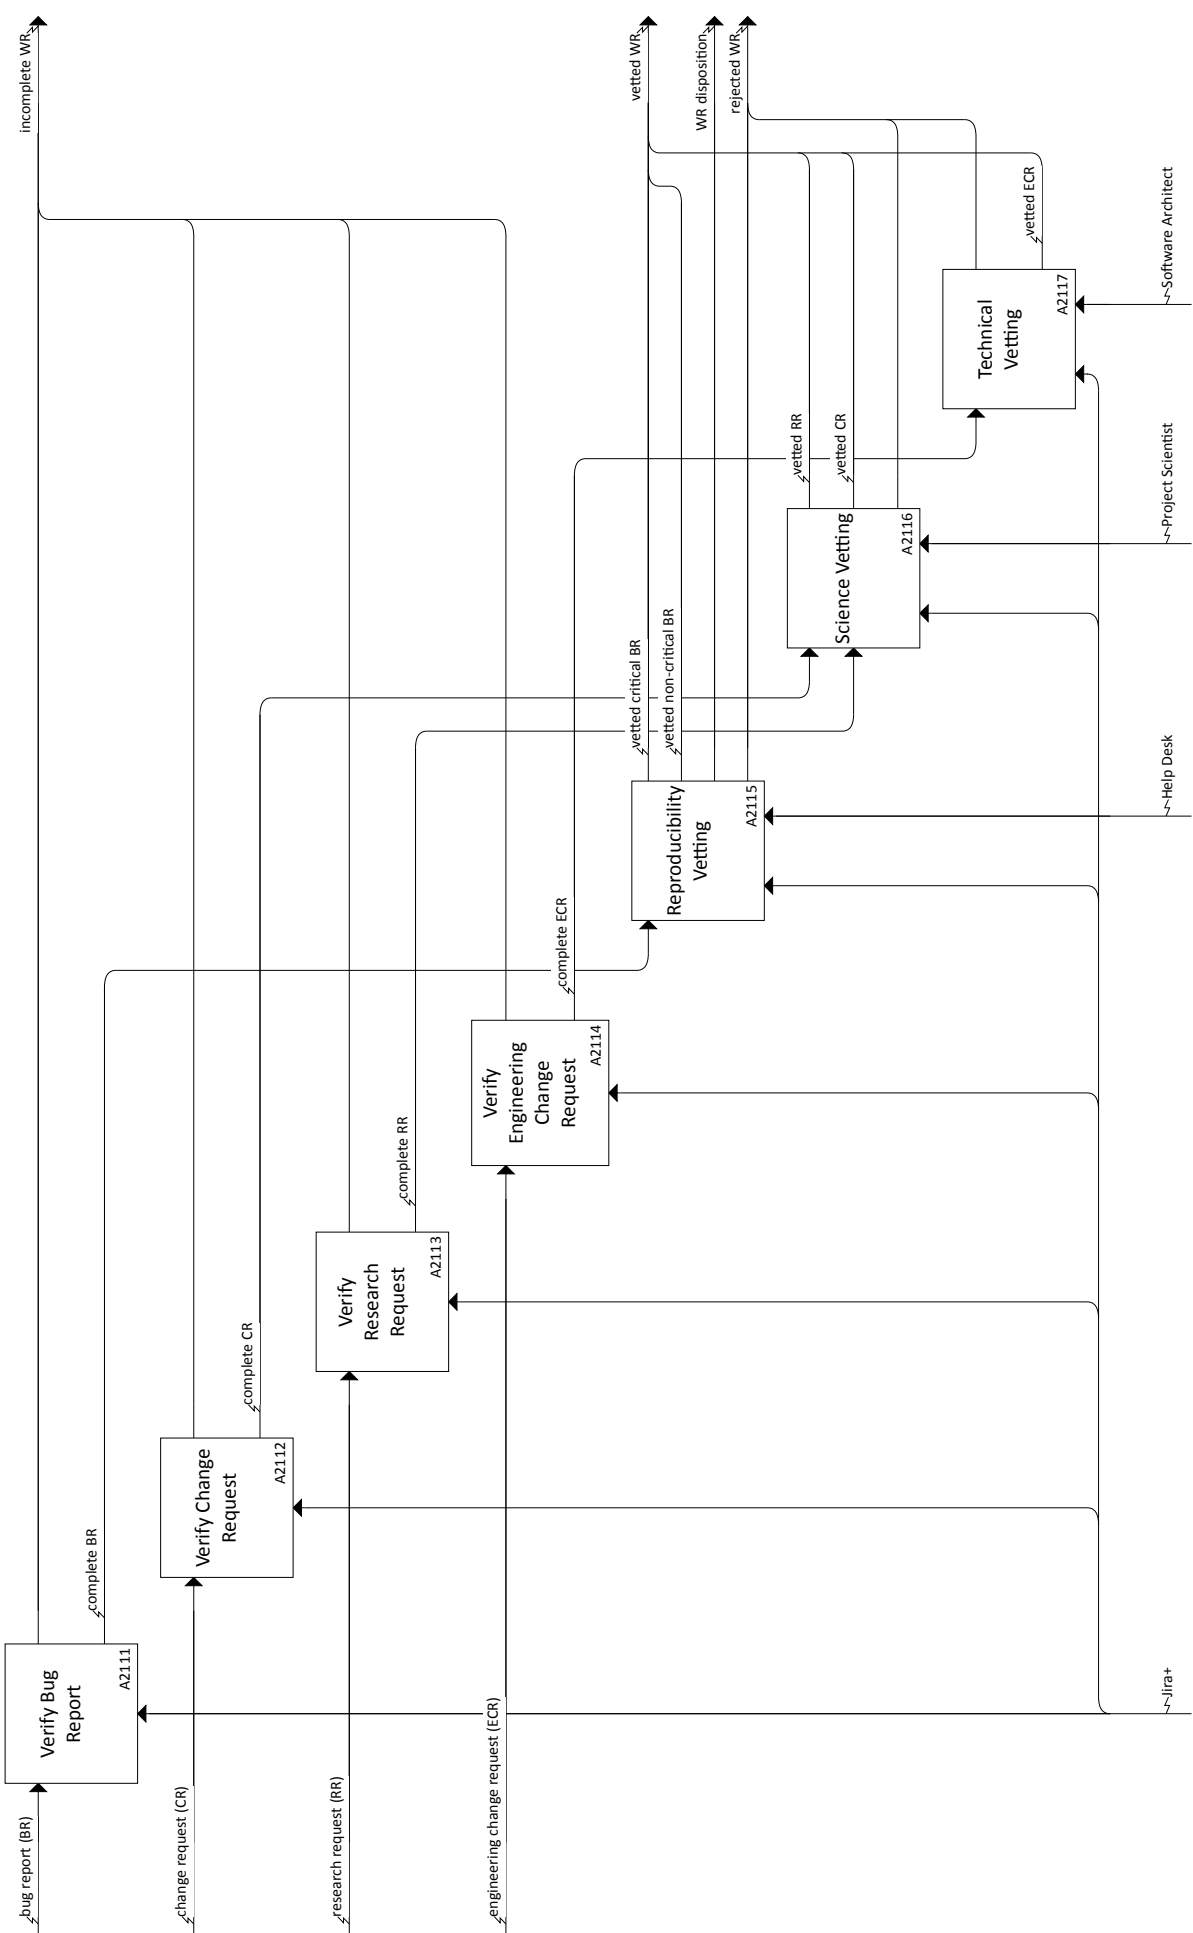 bug report (BR)
change request (CR)
research request (RR)
engineering change request (ECR)
Verify Bug
Report
A2111
complete BR
Verify Change
Request
A2112
complete CR
Verify
Research
Request
A2113
complete RR
Verify
Engineering
Change
Request
A2114
complete ECR
Reproducibility
Vetting
A2115
vetted critical BR
vetted non-critical BR
Science Vetting
A2116
vetted RR
vetted CR
Technical
Vetting
A2117
vetted ECR
incomplete WR
vetted WR
WR disposition
rejected WR
Jira+
Help Desk
Project Scientist
Software Architect